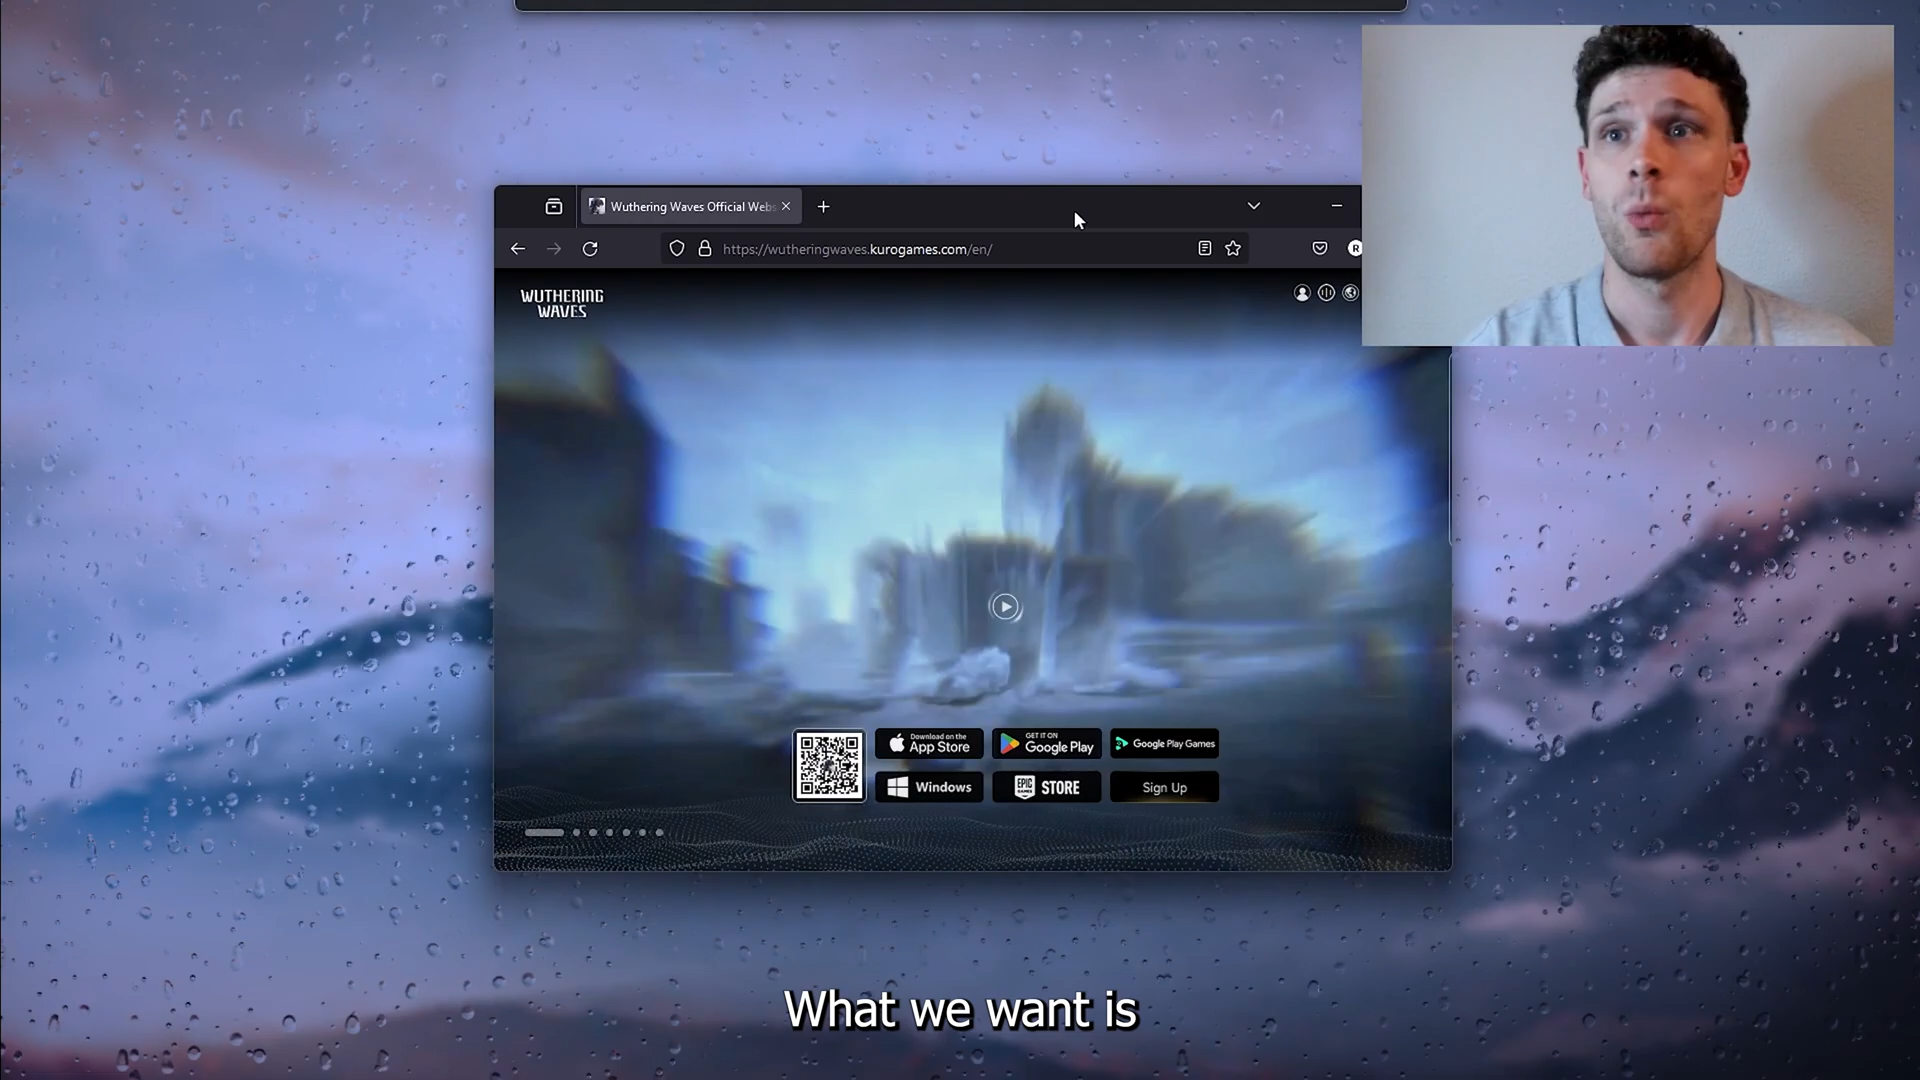 Wuthering Waves Official Webs
https://wutheringwaves.kurogames.com/en/
R
WUTHERING
WAVES
Download on the
App Store
GET IT ON
Google Play
Google Play Games
Windows
EPIC
GAMES
STORE
Sign Up
What we want is